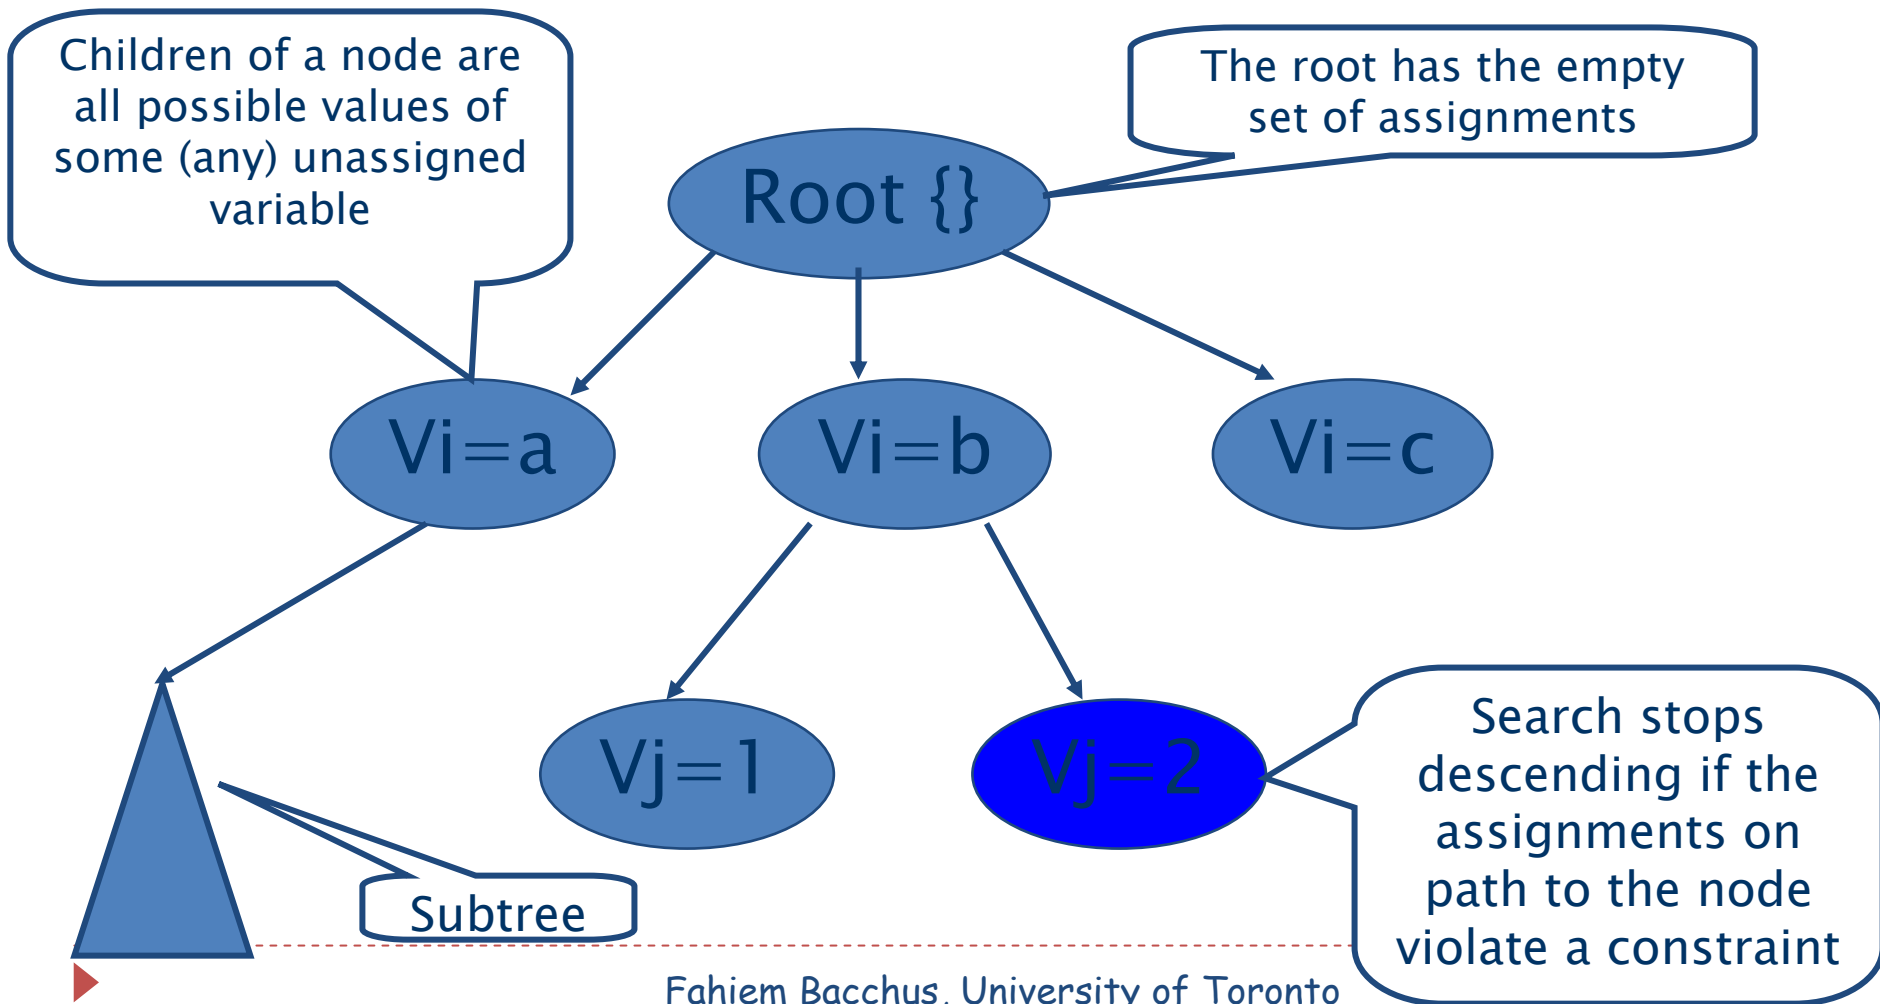 Children of a node are
all possible values of
some (any) unassigned
variable
The root has the empty
set of assignments
Root {}
Vi=a
Vi=b
Vi=c
Vj=1
Vj=2
Subtree
Search stops
descending if the
assignments on
path to the node
violate a constraint
Fahiem Bacchus, University of Toronto